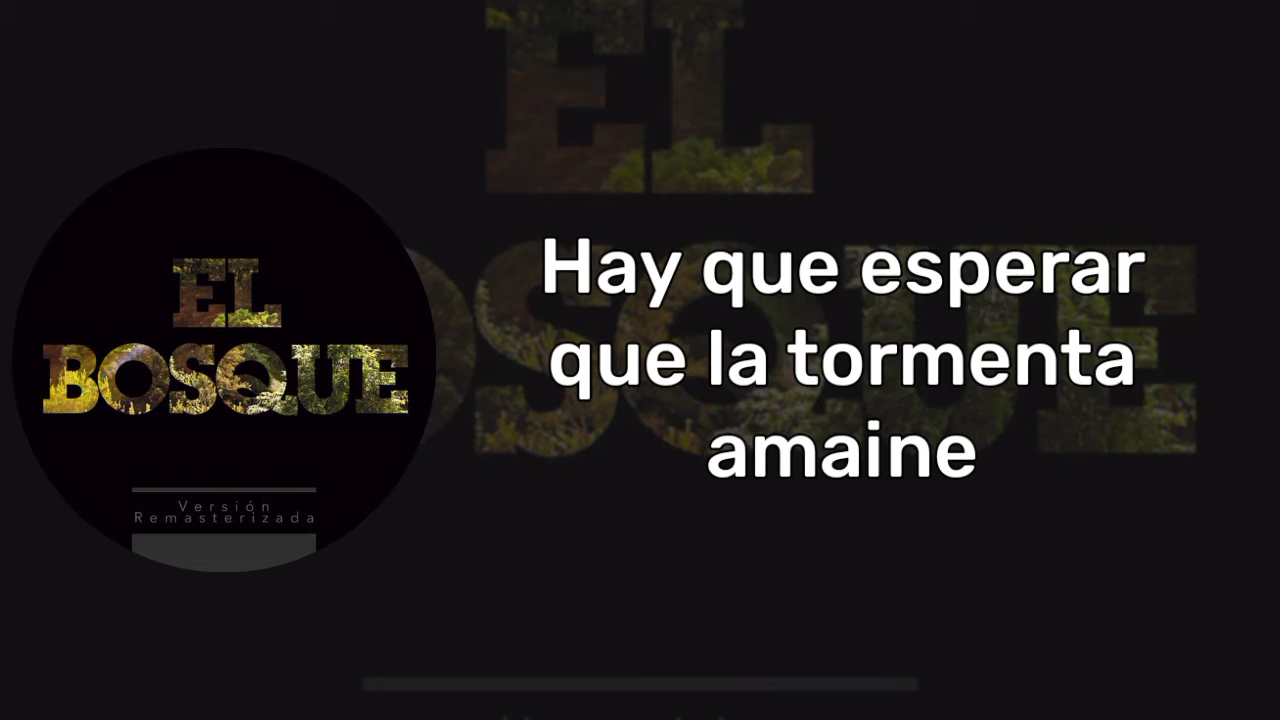 EL
BOSQUE
Versión
Remasterizada
Hay que esperar
que la tormenta
amaine